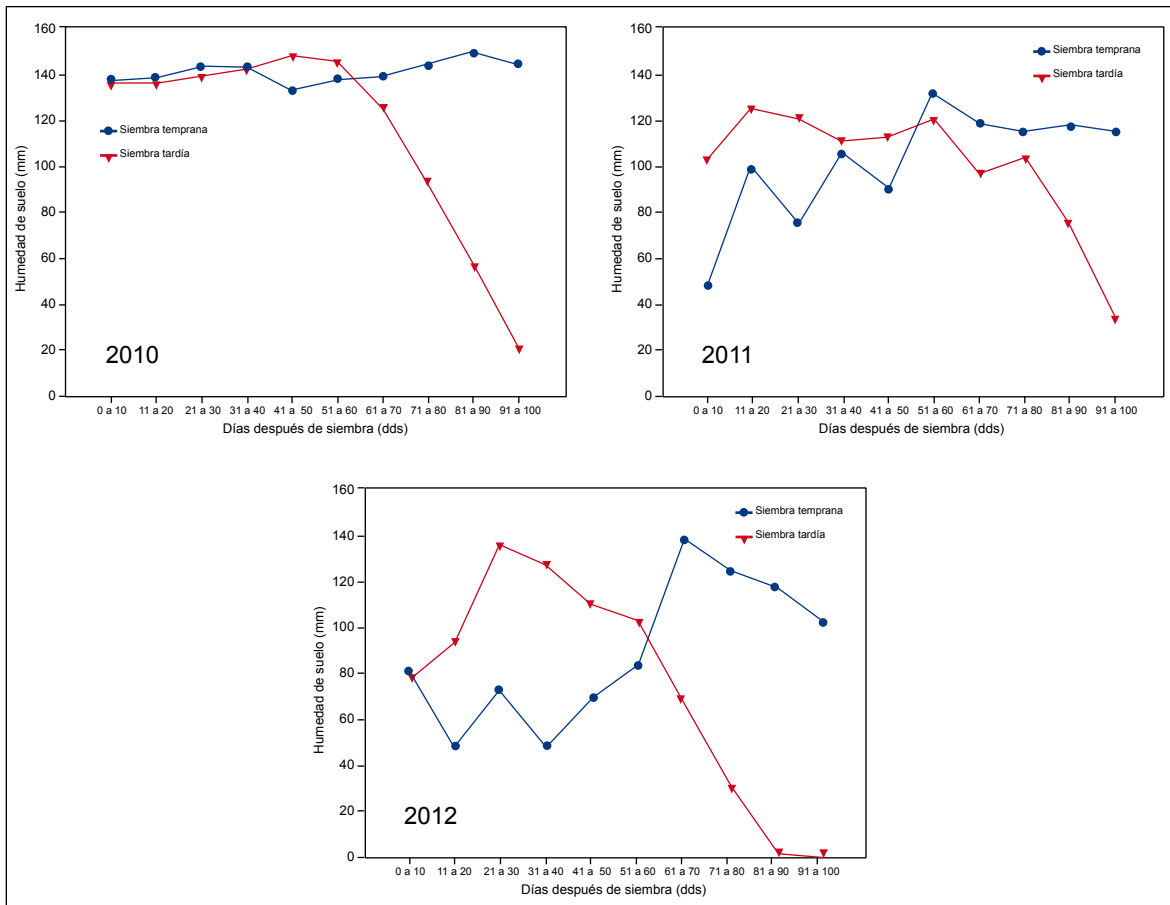 160
140
120
100
80
60
40
20
0
Humedad de suelo (mm)
Siembra temprana
Siembra tardía
2010
0 a 10 11 a 20 21 a 30 31 a 40 41 a 50 51 a 60 61 a 70 71 a 80 81 a 90 91 a 100
Días después de siembra (dds)
160
140
120
100
80
60
40
20
0
Humedad de suelo (mm)
Siembra temprana
Siembra tardía
2011
0 a 10 11 a 20 21 a 30 31 a 40 41 a 50 51 a 60 61 a 70 71 a 80 81 a 90 91 a 100
Días después de siembra (dds)
160
140
120
100
80
60
40
20
0
Humedad de suelo (mm)
Siembra temprana
Siembra tardía
2012
0 a 10 11 a 20 21 a 30 31 a 40 41 a 50 51 a 60 61 a 70 71 a 80 81 a 90 91 a 100
Días después de siembra (dds)